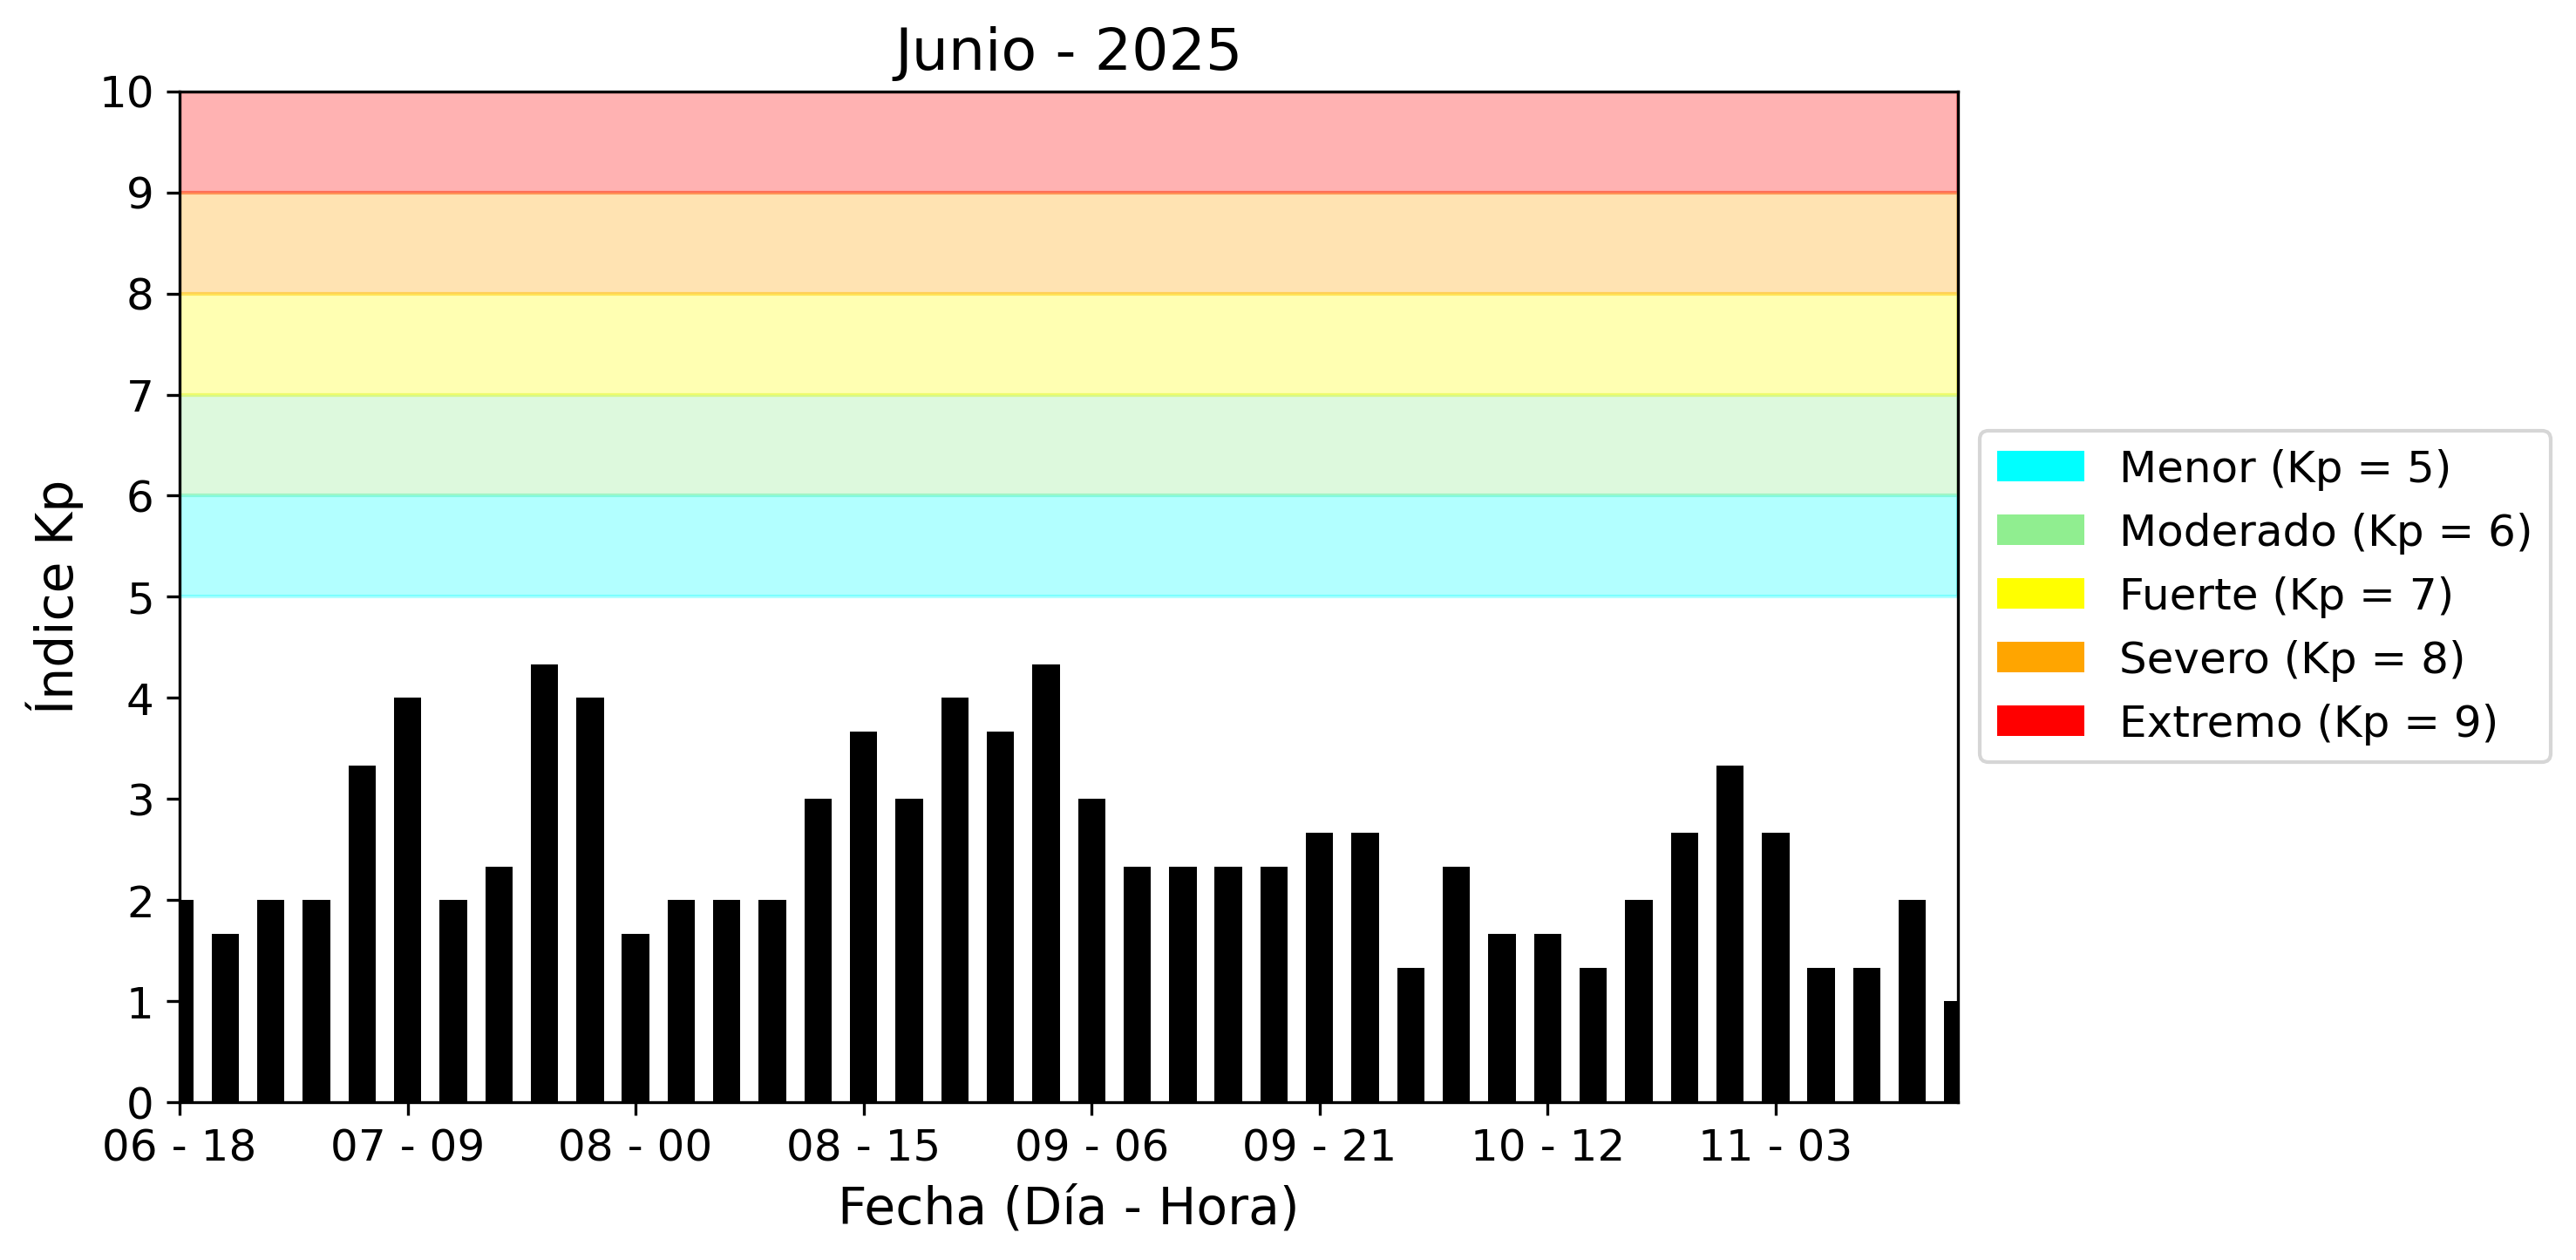 Junio - 2025
10
9
8
7
6
5
4
3
2
1
0
Índice Kp
06 - 18
07 - 09
08 - 00
08 - 15
09 - 06
09 - 21
10 - 12
11 - 03
Fecha (Día - Hora)
Menor (Kp = 5)
Moderado (Kp = 6)
Fuerte (Kp = 7)
Severo (Kp = 8)
Extremo (Kp = 9)